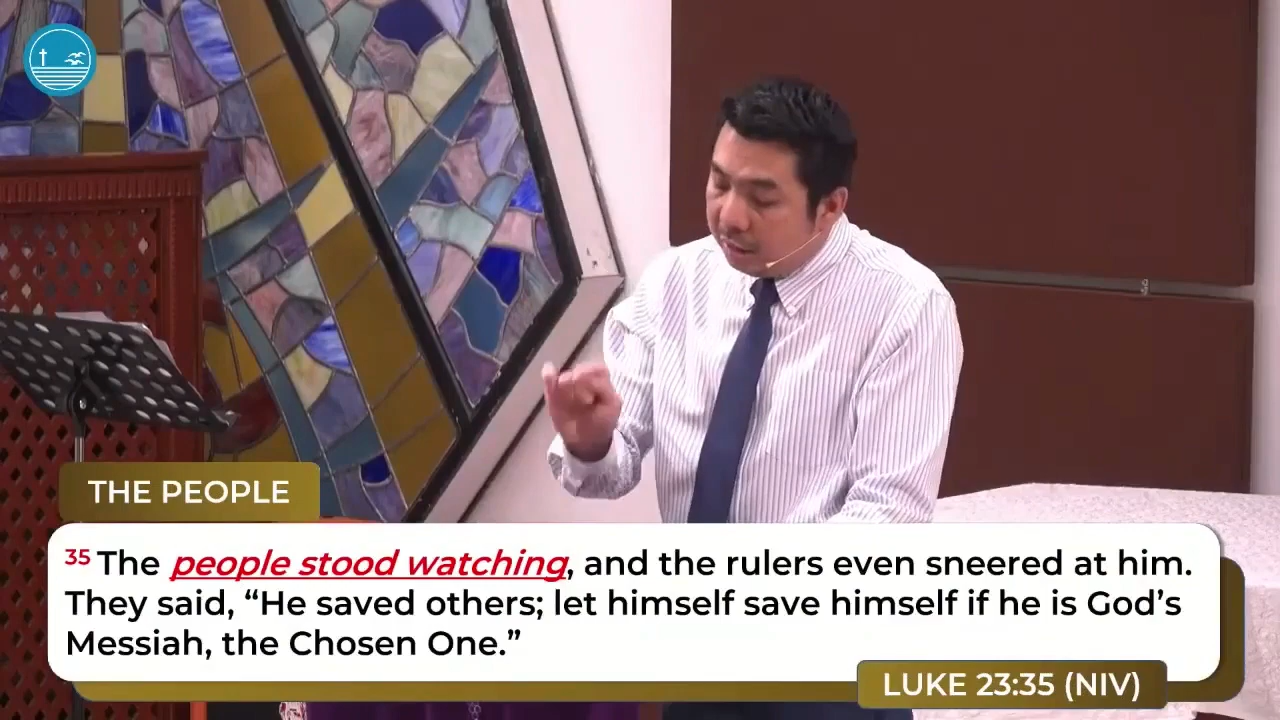 THE PEOPLE
35 The people stood watching, and the rulers even sneered at him.
They said, “He saved others; let himself save himself if he is God’s
Messiah, the Chosen One.”
LUKE 23:35 (NIV)